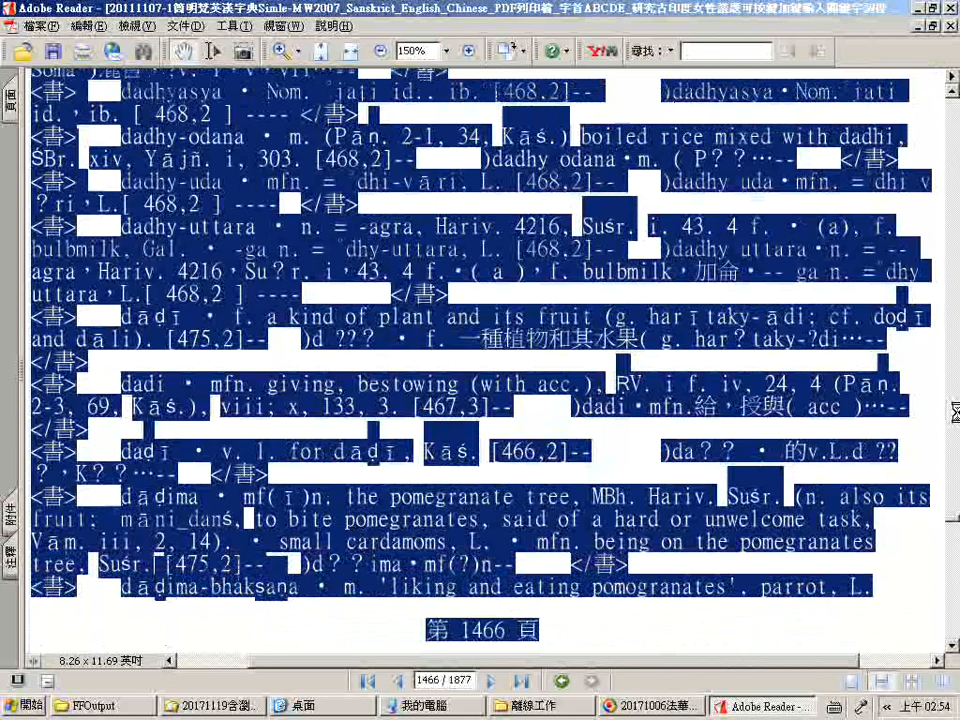 Adobe Reader - [20111107-1簡明梵英漢字典Simle-MW2007_Sanskrit_English_Chinese_PDF列印檔_字首ABCDE_研究古印度女性
檔案(F) 編輯(E) 檢視(V) 文件(D) 工具(T) 視窗(W) 說明(H)
150% 尋找：
<書> dadhyasya · Nom. °jati id., ib. [468,2]-- )dadhyasya·Nom. jati
id.，ib. [ 468,2 ] ---- </書>
<書> dadhy-odana · m. (Pāṇ. 2-1, 34, Kāś.) boiled rice mixed with dadhi,
ŚBr. xiv, Yājñ. i, 303. [468,2]-- )dadhy odana·m. ( P？？…-- </書>
<書> dadhy-uda · mfn. = °dhi-vāri, L. [468,2]-- )dadhy uda·mfn. = dhi v
？ri，L.[ 468,2 ] ---- </書>
<書> dadhy-uttara · n. = -agra, Hariv. 4216, Suśr. i. 43. 4 f. · (a), f.
bulbmilk, Gal. · -ga n. = °dhy-uttara, L. [468,2]-- )dadhy uttara·n. = --
agra，Hariv. 4216，Su？r. i，43. 4 f.·( a )，f. bulbmilk，加侖·-- ga n. =°dhy
uttara，L.[ 468,2 ] ---- </書>
<書> dāḍī · f. a kind of plant and its fruit (g. harītaky-ādi; cf. doḍī
and dāli). [475,2]-- )d ??？ · f. 一種植物和其水果( g. har？taky-?di…--
</書>
<書> dadi · mfn. giving, bestowing (with acc.), RV. i f. iv, 24, 4 (Pāṇ.
2-3, 69, Kāś.), viii; x, 133, 3. [467,3]-- )dadi·mfn.給，授與( acc )…--
</書>
<書> daḍī · v. l. for dāḍī, Kāś. [466,2]-- )da？？ · 的v.L.d ??
？，K？？…-- </書>
<書> dāḍima · mf(ī)n. the pomegranate tree, MBh. Hariv. Suśr. (n. also its
fruit; māni_danś, to bite pomegranates, said of a hard or unwelcome task,
Vām. iii, 2, 14). · small cardamoms, L. · mfn. being on the pomegranates
tree, Suśr.[[475,2]-- )d？？ima·mf(?)n-- </書>
<書> dāḍima-bhakṣaṇa · m. 'liking and eating pomogranates', parrot, L.
第 1466 頁
頁面
附件
注釋
8.26 x 11.69 英吋
1466 / 1877
開始 FFOutput 20171119含瀏... 桌面 我的電腦 離線工作 20171006法華... Adobe Reader - [... 上午 02:54